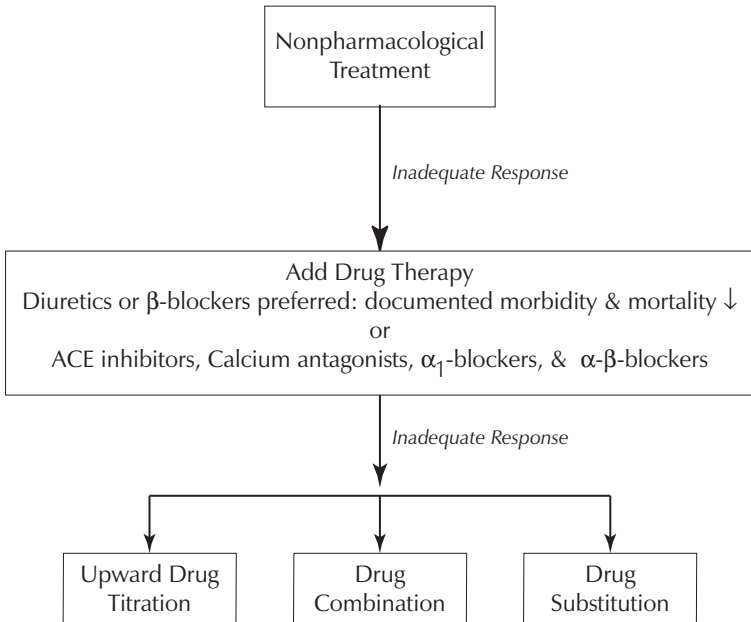 Nonpharmacological
Treatment
Inadequate Response
Add Drug Therapy
Diuretics or β-blockers preferred: documented morbidity & mortality ↓
or
ACE inhibitors, Calcium antagonists, α1-blockers, & α-β-blockers
Inadequate Response
Upward Drug
Titration
Drug
Combination
Drug
Substitution